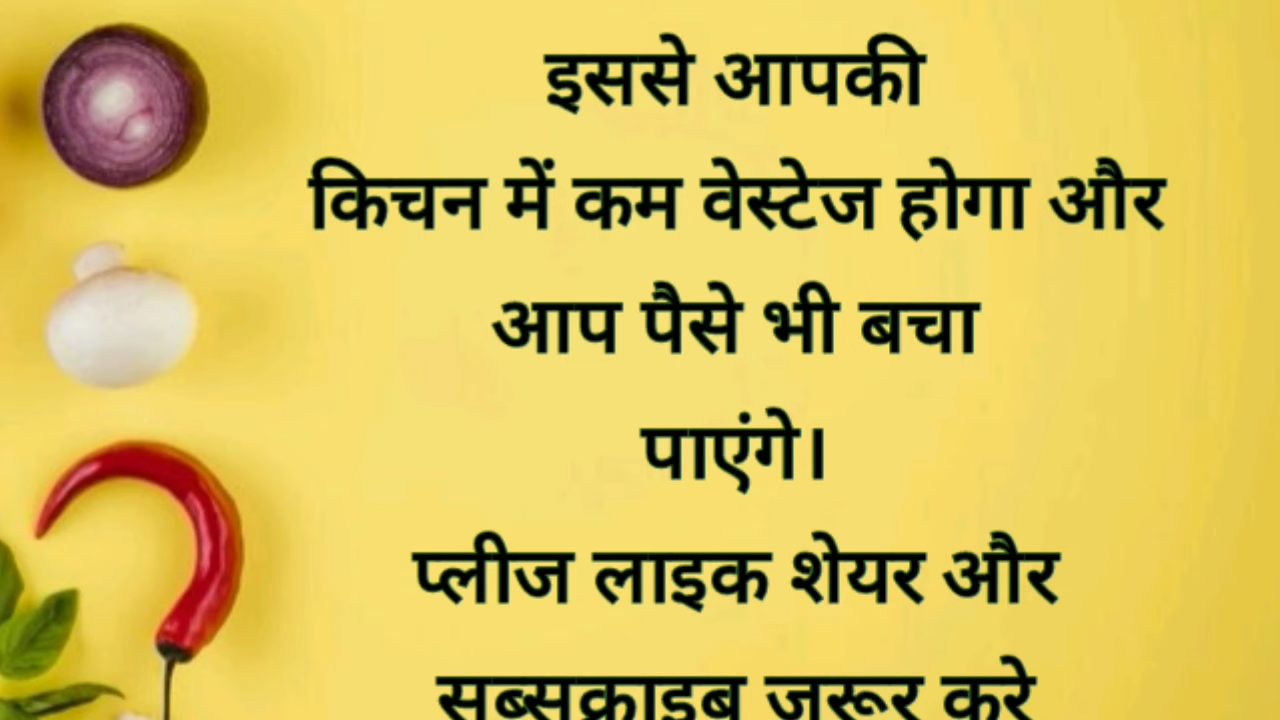 इससे आपकी
किचन में कम वेस्टेज होगा और
आप पैसे भी बचा
पाएंगे।
प्लीज लाइक शेयर और
सब्सक्राइब जरूर करे